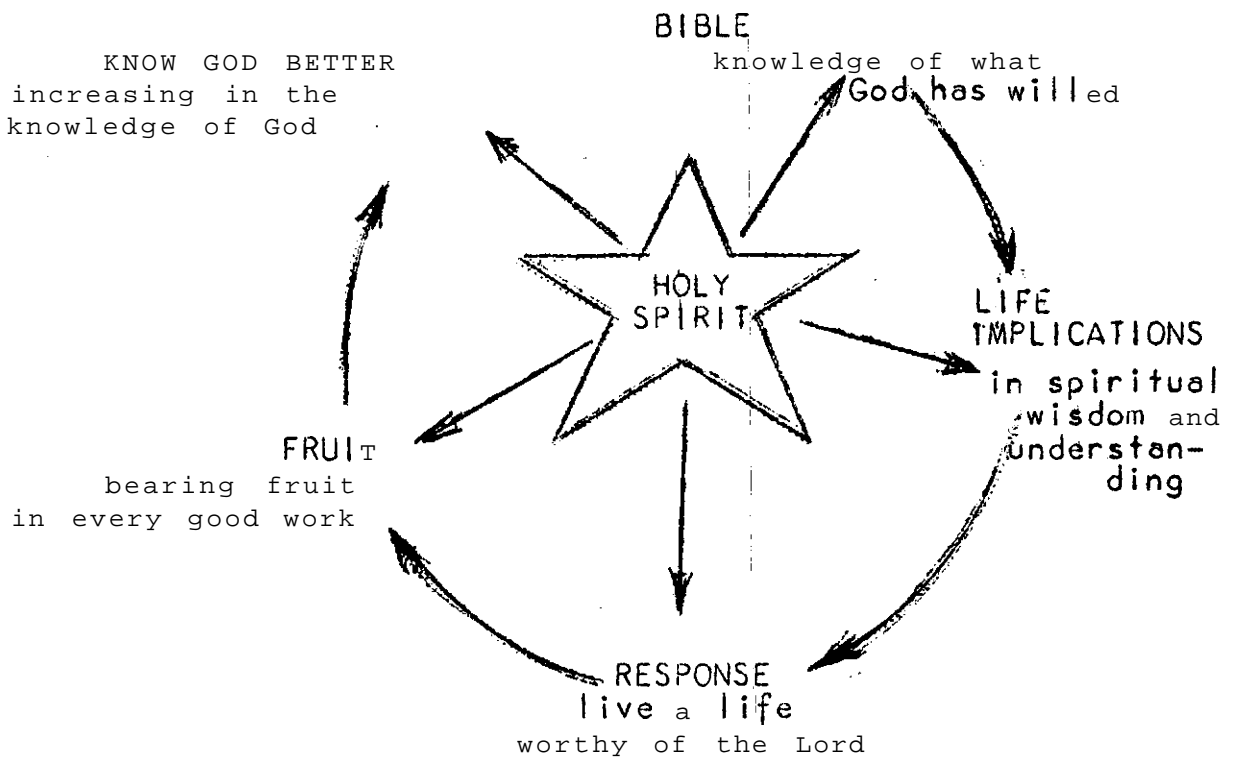 BIBLE
knowledge of what
God has willed
KNOW GOD BETTER
increasing in the
knowledge of God
HOLY
SPIRIT
LIFE
IMPLICATIONS
in spiritual
wisdom and
understan-
ding
FRUIT
bearing fruit
in every good work
RESPONSE
live a life
worthy of the Lord